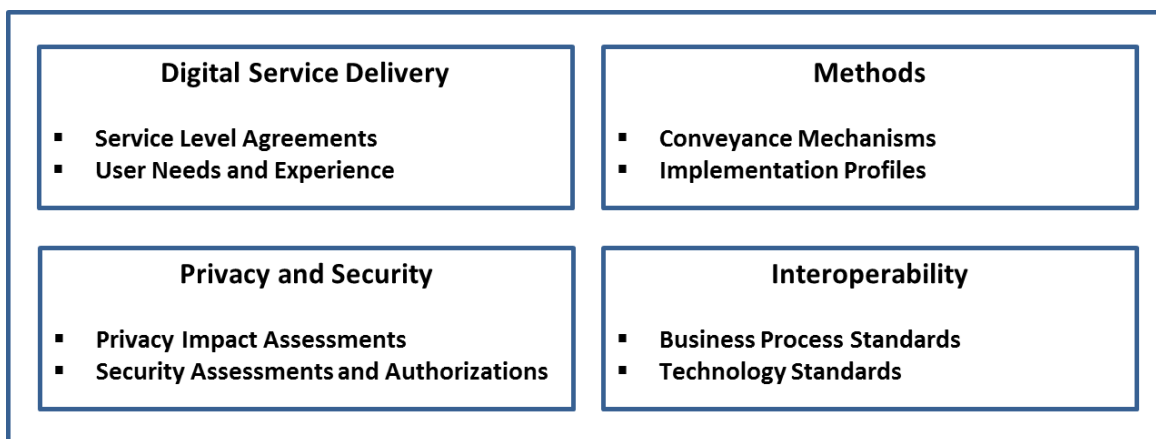 Digital Service Delivery
▪ Service Level Agreements
▪ User Needs and Experience
Methods
▪ Conveyance Mechanisms
▪ Implementation Profiles
Privacy and Security
▪ Privacy Impact Assessments
▪ Security Assessments and Authorizations
Interoperability
▪ Business Process Standards
▪ Technology Standards